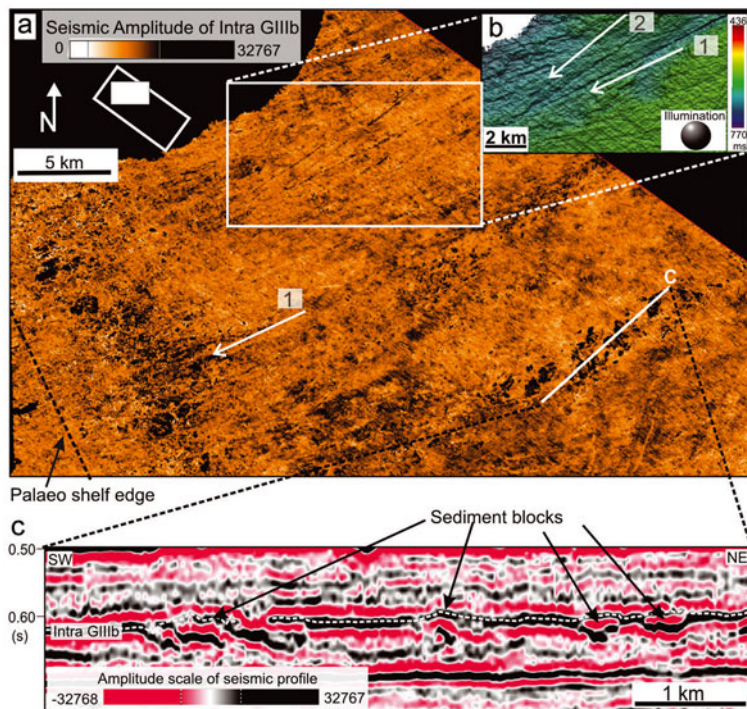 a
Seismic Amplitude of Intra GIIIb
0 32767
N
5 km
b
2
1
436
770
ms
2 km
Illumination
1
C
Palaeo shelf edge
c
Sediment blocks
0.50
SW
NE
0.60
(s)
Intra GIIIb
Amplitude scale of seismic profile
-32768 32767
1 km